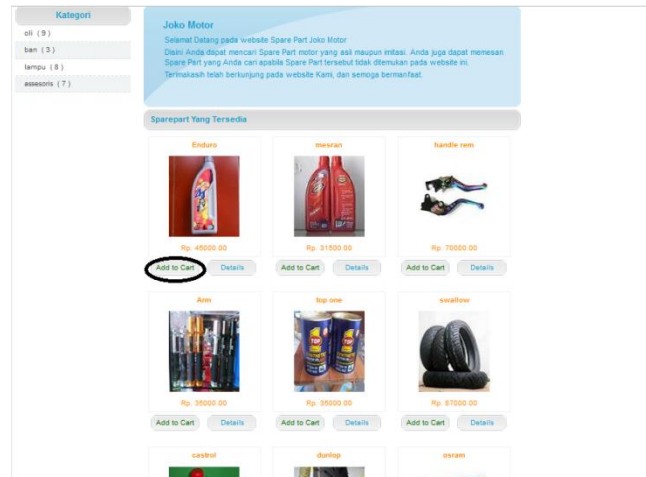 Kategori
oli ( 9 )
ban ( 3 )
lampu ( 8 )
assesoris ( 7 )
Joko Motor
Selamat Datang pada website Spare Part Joko Motor
Disini Anda dapat mencari Spare Part motor yang asli maupun imitasi. Anda juga dapat memesan
Spare Part yang Anda cari apabila Spare Part tersebut tidak ditemukan pada website ini.
Terimakasih telah berkunjung pada website Kami, dan semoga bermanfaat.
Sparepart Yang Tersedia
Enduro mesran handle rem
Rp. 45000.00 Rp. 31500.00 Rp. 70000.00
Add to Cart Details Add to Cart Details Add to Cart Details
Arm top one swallow
TOP TOP
Rp. 35000.00 Rp. 35000.00 Rp. 67000.00
Add to Cart Details Add to Cart Details Add to Cart Details
castrol dunlop osram